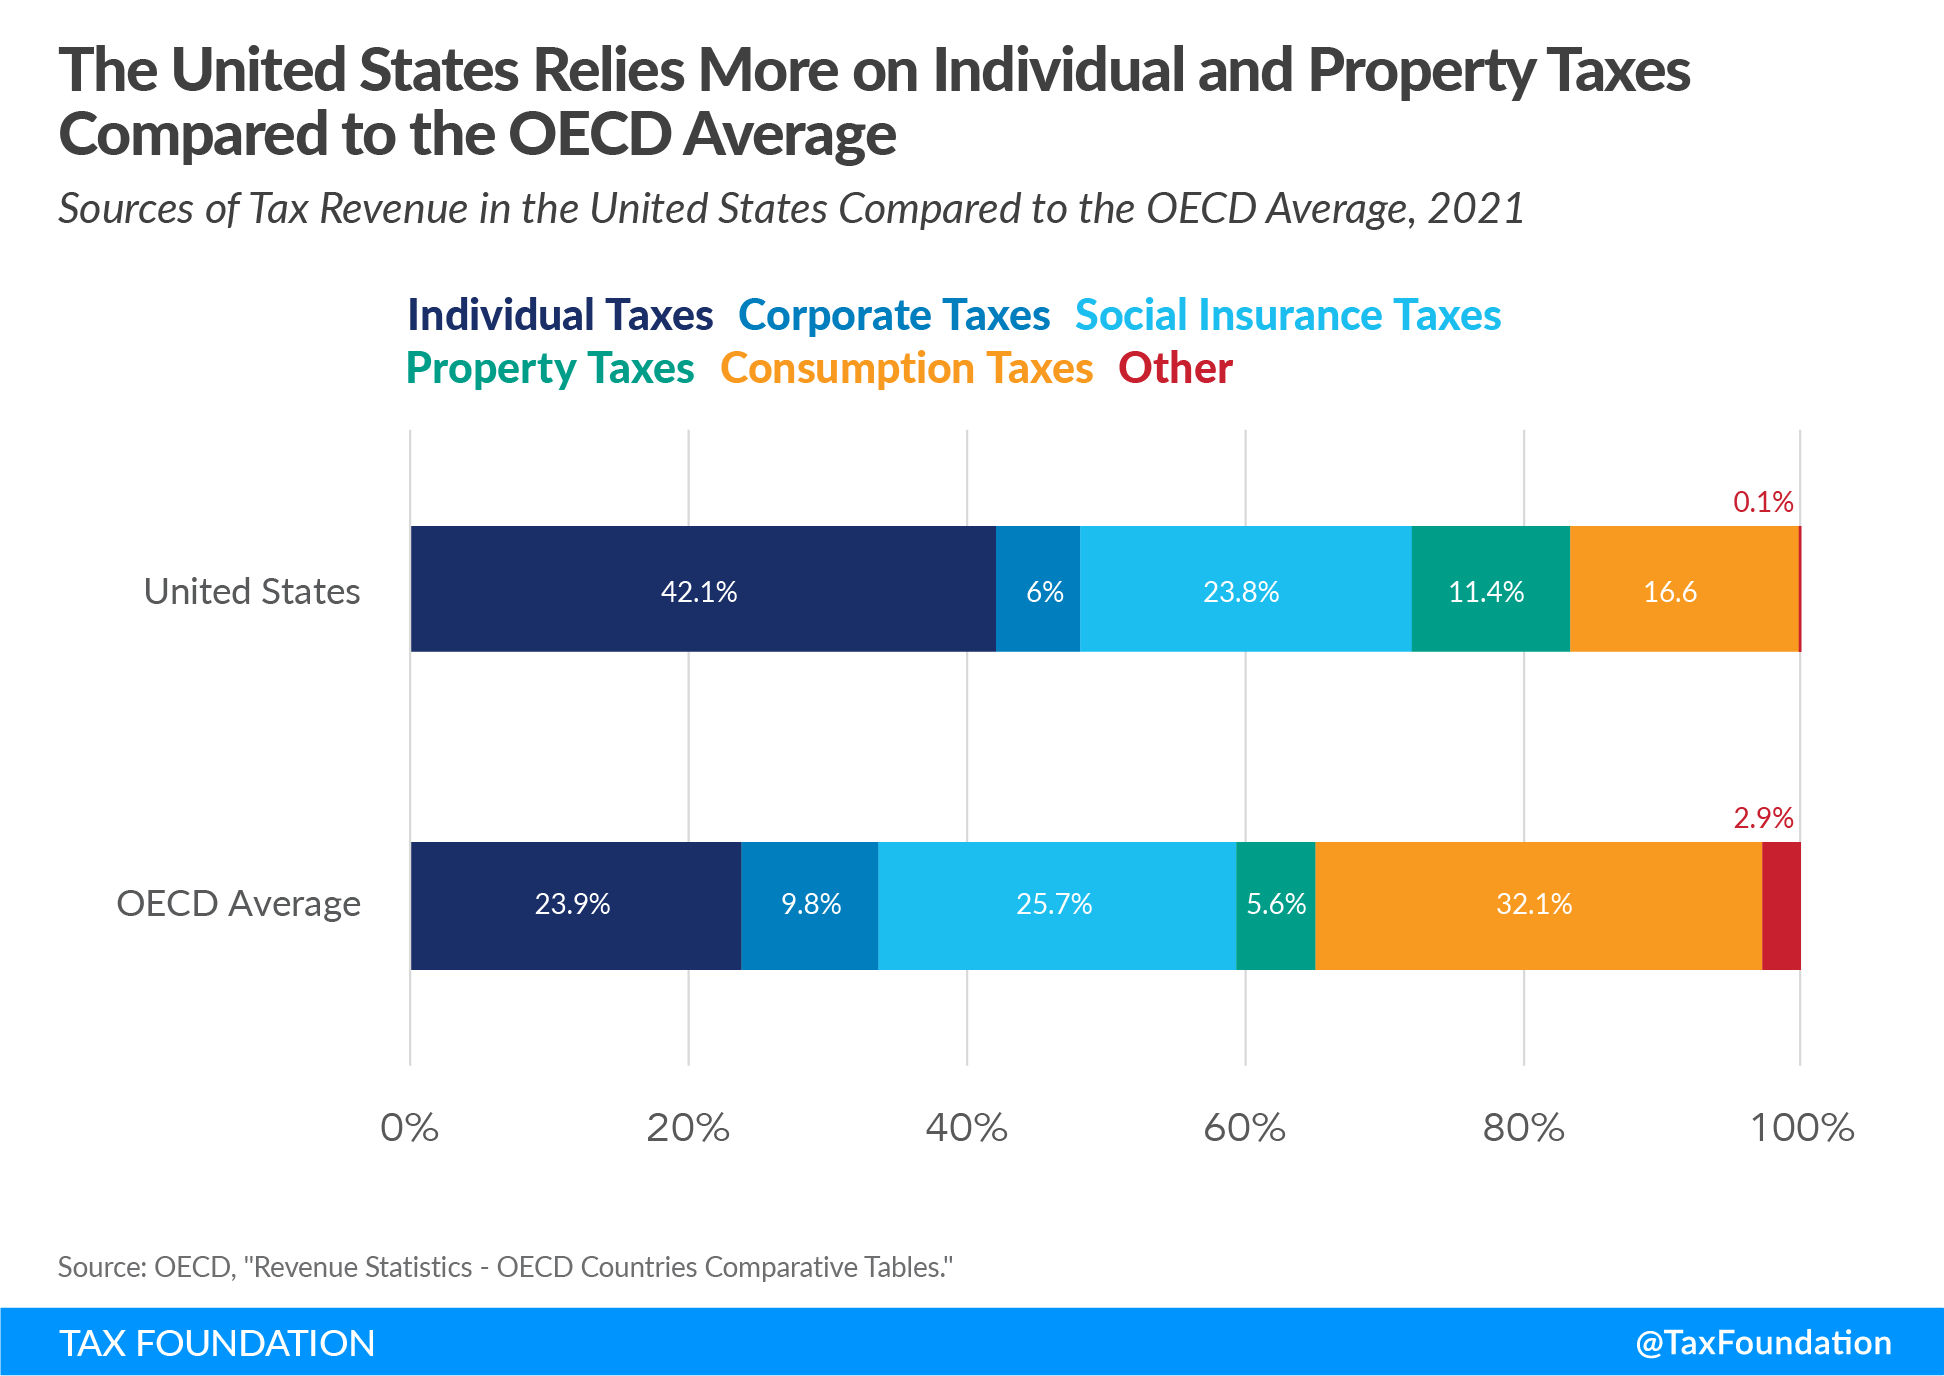 The United States Relies More on Individual and Property Taxes
Compared to the OECD Average
Sources of Tax Revenue in the United States Compared to the OECD Average, 2021
Individual Taxes Corporate Taxes Social Insurance Taxes
Property Taxes Consumption Taxes Other
0.1%
United States 42.1% 6% 23.8% 11.4% 16.6
2.9%
OECD Average 23.9% 9.8% 25.7% 5.6% 32.1%
0% 20% 40% 60% 80% 100%
Source: OECD, "Revenue Statistics - OECD Countries Comparative Tables."
TAX FOUNDATION @TaxFoundation